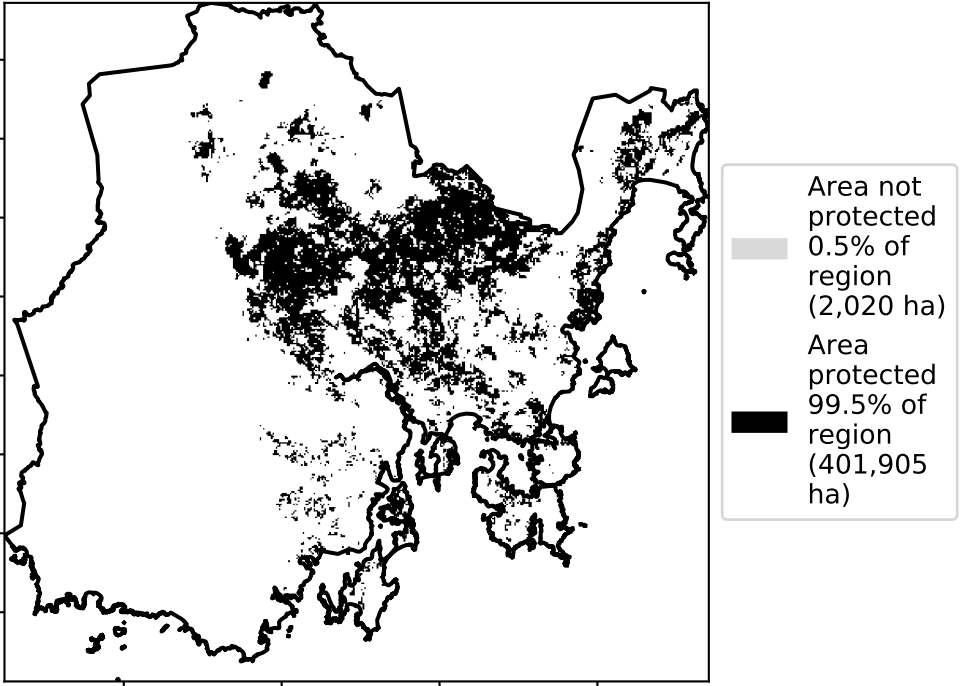 Area not
protected
0.5% of
region
(2,020 ha)
Area
protected
99.5% of
region
(401,905
ha)